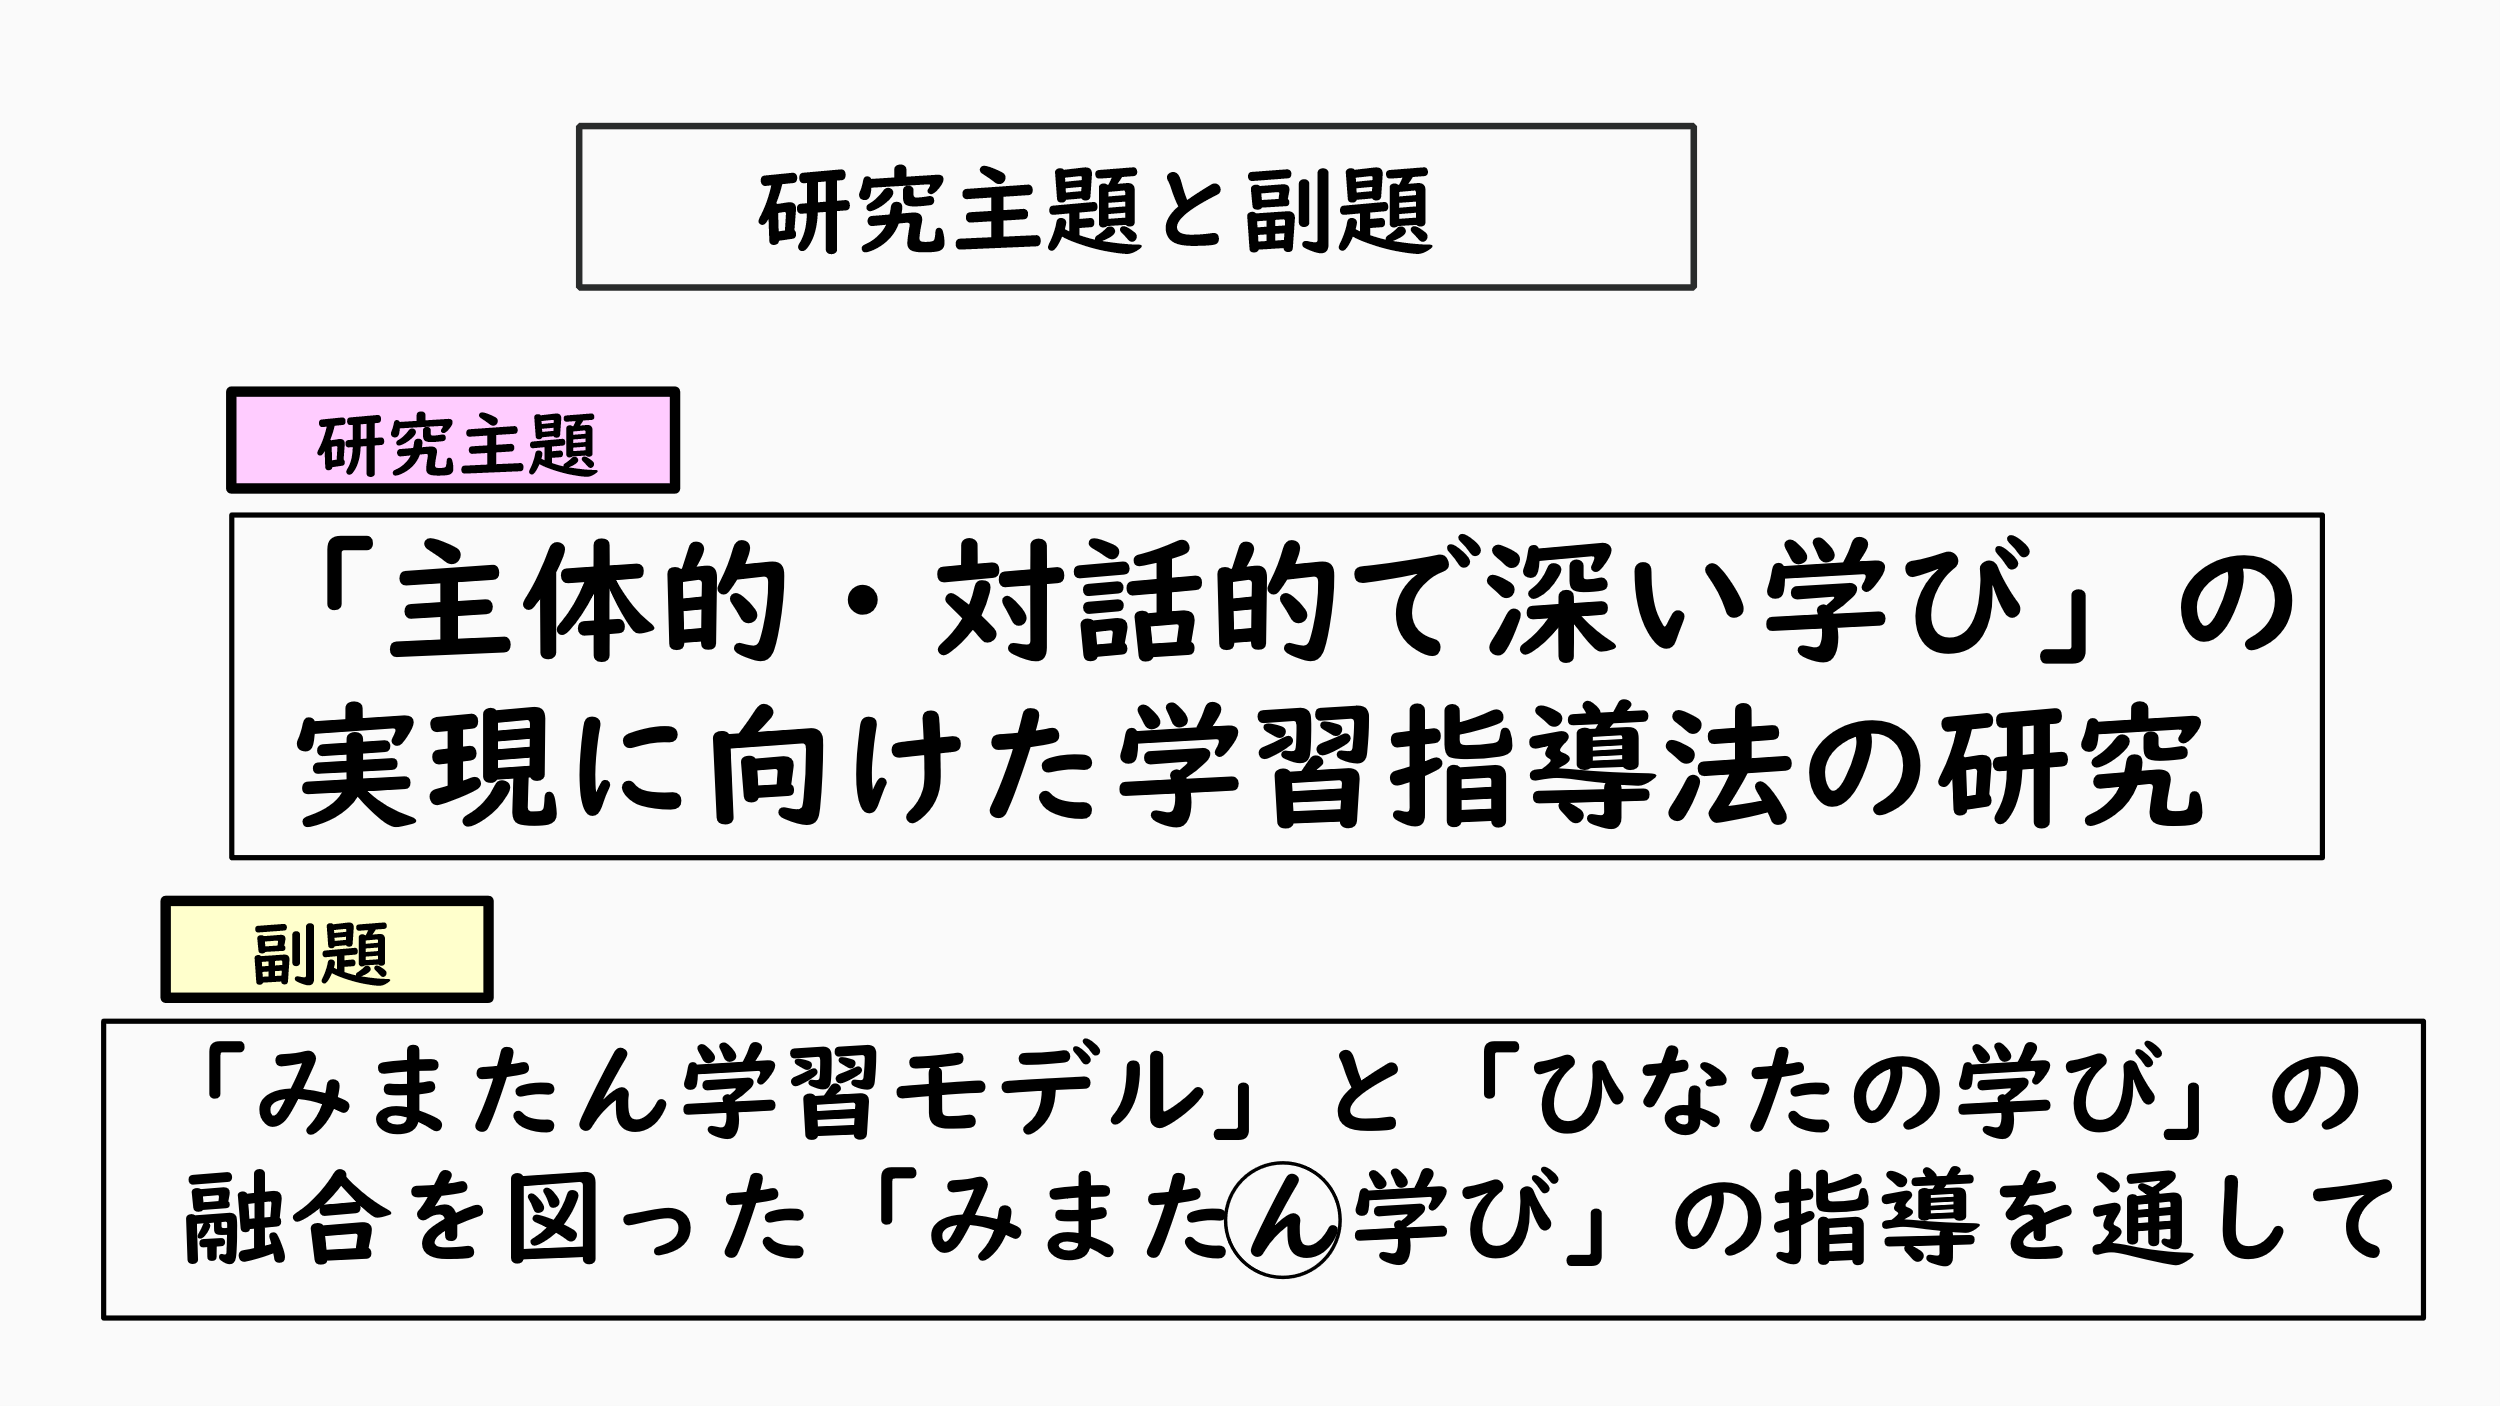 研究主題と副題
研究主題
「主体的・対話的で深い学び」の
実現に向けた学習指導法の研究
副題
「みまたん学習モデル」と「ひなたの学び」の
融合を図った「みまたん学び」の指導を通して